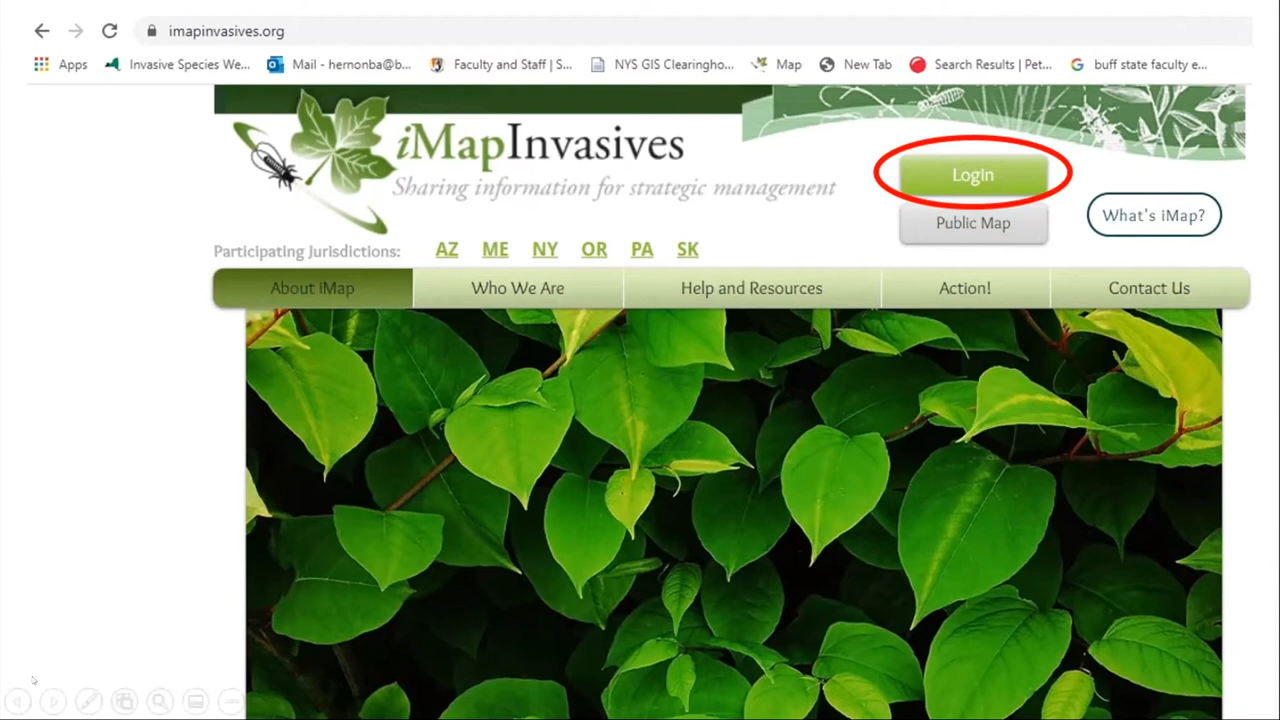 imapinvasives.org
Apps Invasive Species We... Mail - hernonba@b... Faculty and Staff | S... NYS GIS Clearingho... Map New Tab Search Results | Pet... buff state faculty e...
iMapInvasives
Sharing information for strategic management
Login
Public Map
What's iMap?
Participating Jurisdictions: AZ ME NY OR PA SK
About iMap Who We Are Help and Resources Action! Contact Us